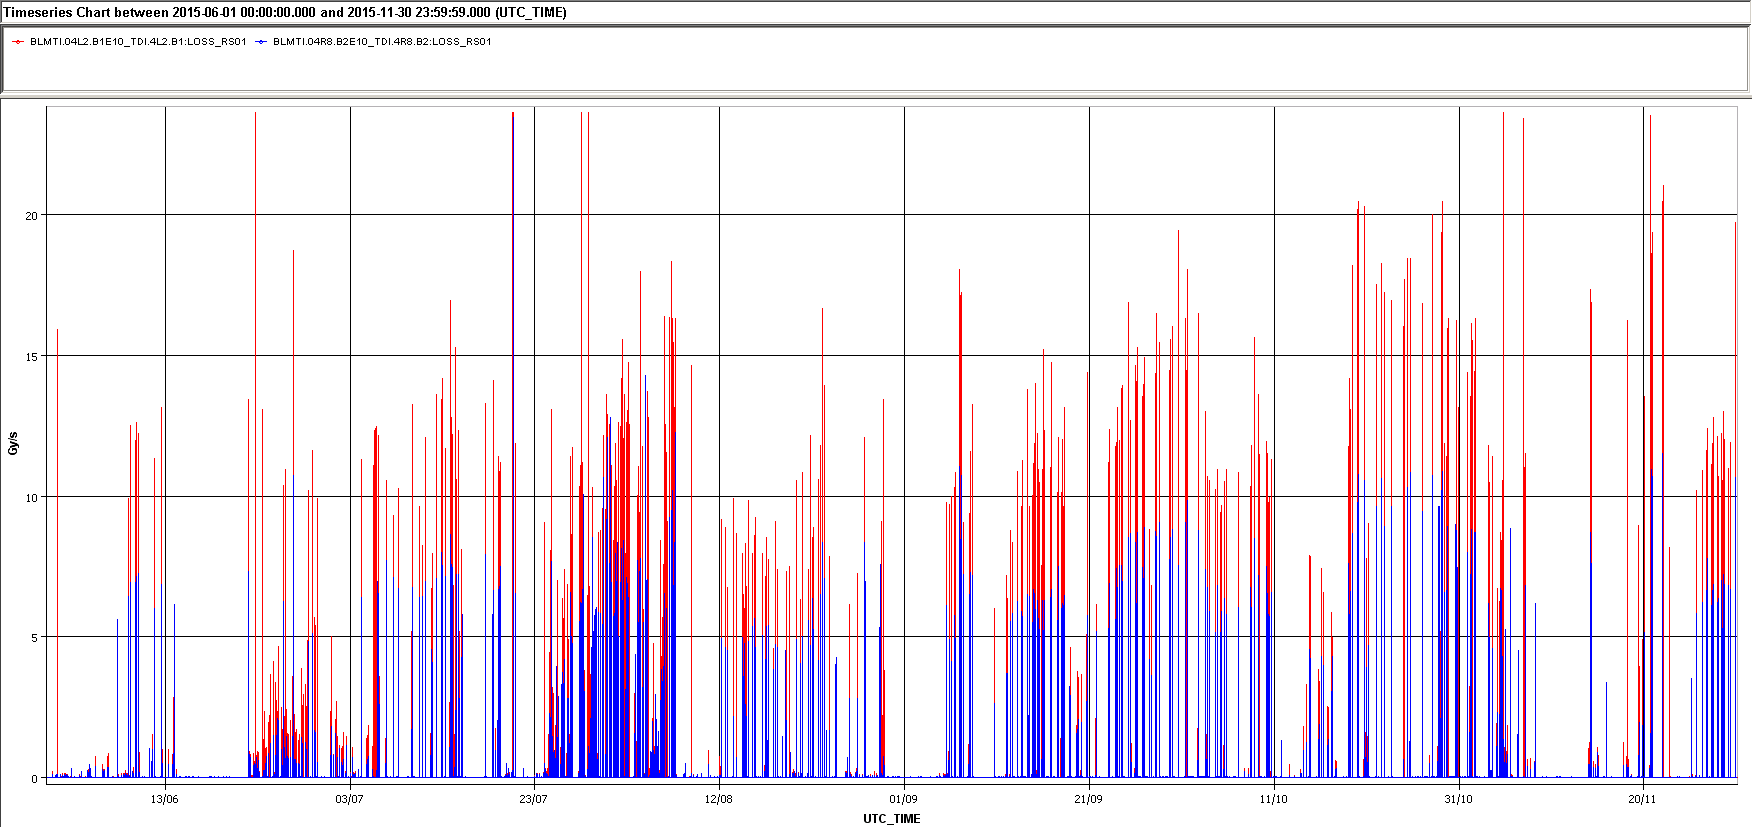 Timeseries Chart between 2015-06-01 00:00:00.000 and 2015-11-30 23:59:59.000 (UTC_TIME)
BLMTI.04L2.B1E10_TDI.4L2.B1:LOSS_RS01 BLMTI.04R8.B2E10_TDI.4R8.B2:LOSS_RS01
20
15
10
5
0
Gy/s
13/06 03/07 23/07 12/08 01/09 21/09 11/10 31/10 20/11
UTC_TIME